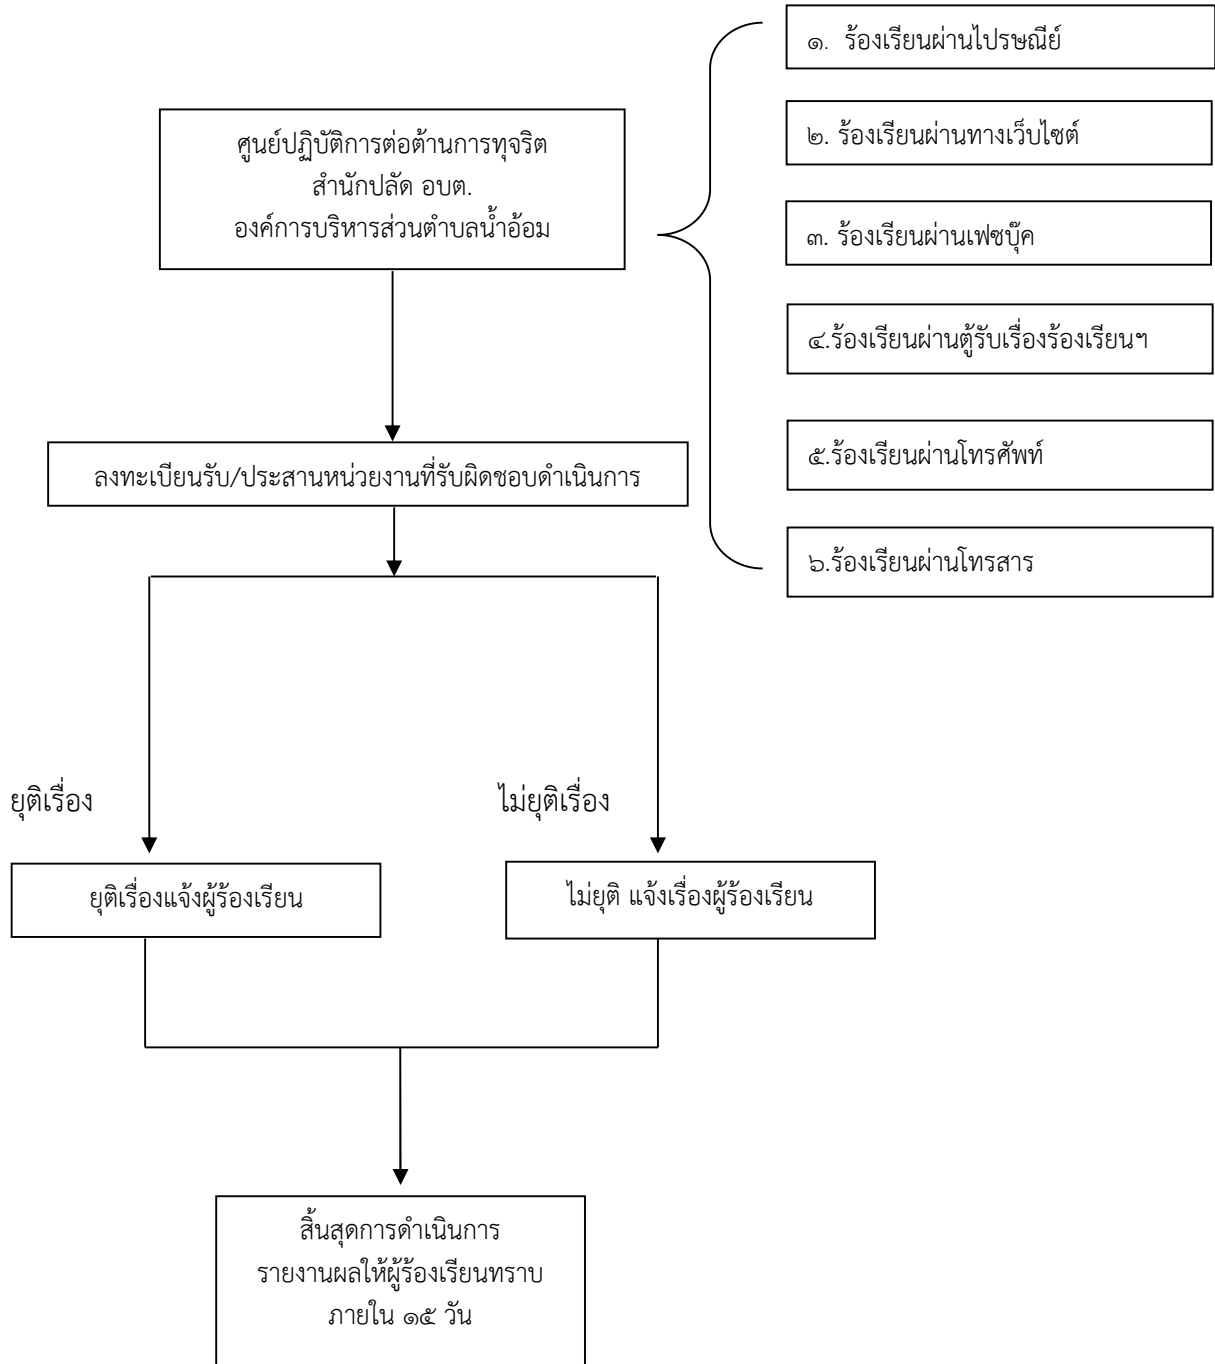 ๑. ร้องเรียนผ่านไปรษณีย์
ศูนย์ปฏิบัติการต่อต้านการทุจริต
สำนักปลัด อบต.
องค์การบริหารส่วนตำบลน้ำอ้อม
๒. ร้องเรียนผ่านทางเว็บไซต์
๓. ร้องเรียนผ่านเฟซบุ๊ค
๔.ร้องเรียนผ่านตู้รับเรื่องร้องเรียนฯ
๕.ร้องเรียนผ่านโทรศัพท์
๖.ร้องเรียนผ่านโทรสาร
ลงทะเบียนรับ/ประสานหน่วยงานที่รับผิดชอบดำเนินการ
ยุติเรื่อง
ไม่ยุติเรื่อง
ยุติเรื่องแจ้งผู้ร้องเรียน
ไม่ยุติ แจ้งเรื่องผู้ร้องเรียน
สิ้นสุดการดำเนินการ
รายงานผลให้ผู้ร้องเรียนทราบ
ภายใน ๑๕ วัน